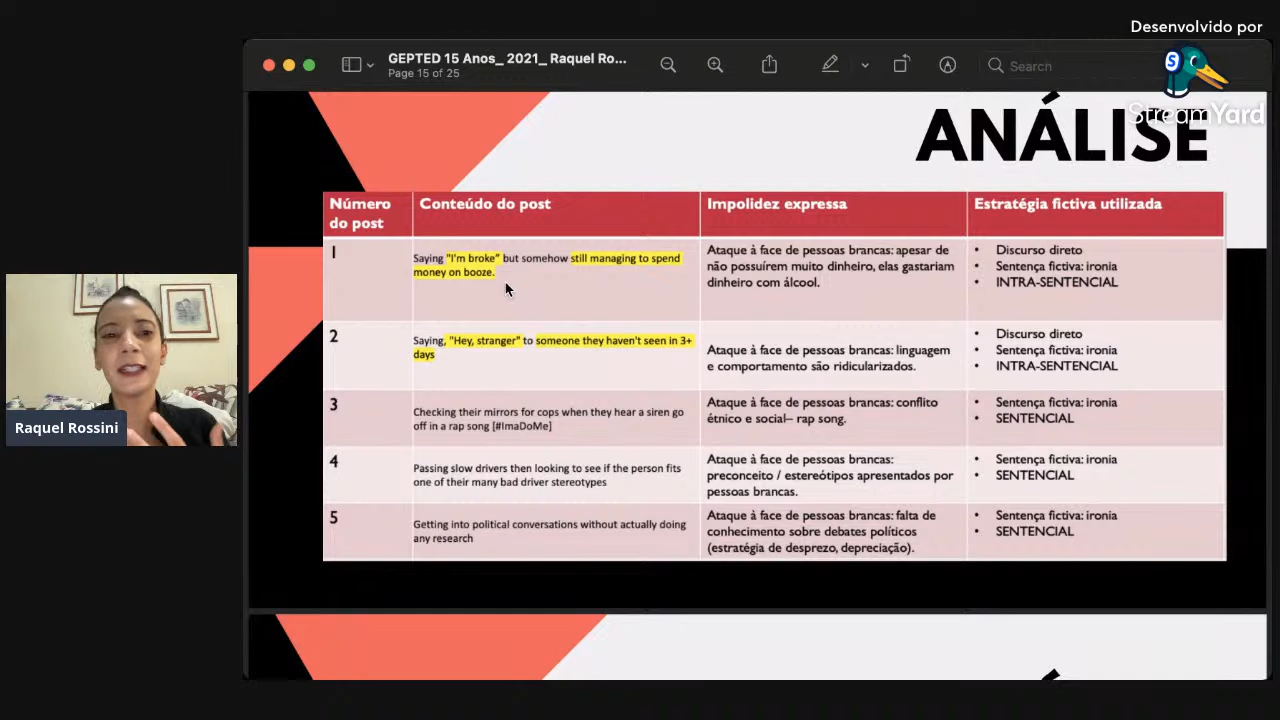 Desenvolvido por
StreamYard
GEPTED 15 Anos_ 2021_ Raquel Ro...
Page 15 of 25
Search
ANÁLISE
Número
do post
Conteúdo do post
Impolidez expressa
Estratégia fictiva utilizada
1
Saying "I'm broke" but somehow still managing to spend
money on booze.
Ataque à face de pessoas brancas: apesar de
não possuírem muito dinheiro, elas gastariam
dinheiro com álcool.
• Discurso direto
• Sentença fictiva: ironia
• INTRA-SENTENCIAL
2
Saying, "Hey, stranger" to someone they haven't seen in 3+
days
Ataque à face de pessoas brancas: linguagem
e comportamento são ridicularizados.
• Discurso direto
• Sentença fictiva: ironia
• INTRA-SENTENCIAL
3
Checking their mirrors for cops when they hear a siren go
off in a rap song [#ImaDoMe]
Ataque à face de pessoas brancas: conflito
étnico e social– rap song.
• Sentença fictiva: ironia
• SENTENCIAL
4
Passing slow drivers then looking to see if the person fits
one of their many bad driver stereotypes
Ataque à face de pessoas brancas:
preconceito / estereótipos apresentados por
pessoas brancas.
• Sentença fictiva: ironia
• SENTENCIAL
5
Getting into political conversations without actually doing
any research
Ataque à face de pessoas brancas: falta de
conhecimento sobre debates políticos
(estratégia de desprezo, depreciação).
• Sentença fictiva: ironia
• SENTENCIAL
Raquel Rossini